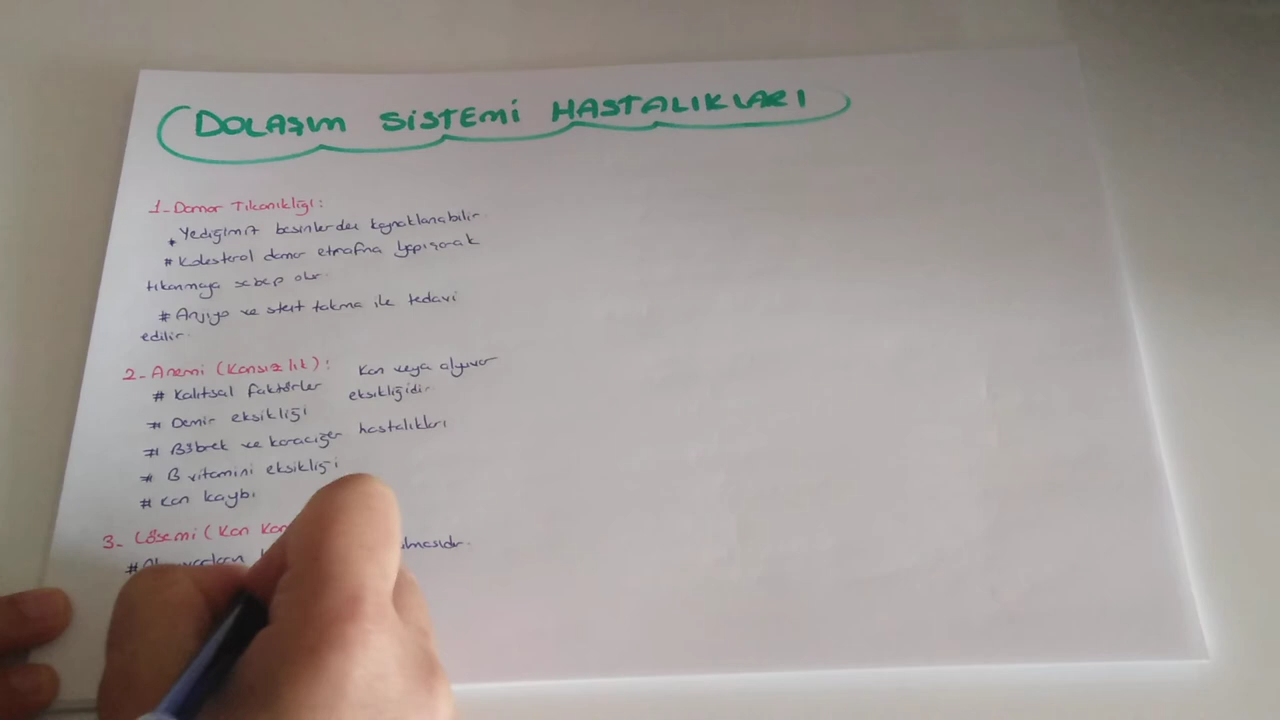 DOLAŞIM SİSTEMİ HASTALIKLARI
1- Damar Tıkanıklığı:
* Yediğimiz besinlerden kaynaklanabilir
# Kolesterol damar etrafına yapışarak
tıkanmaya sebep olur.
# Anjiyo ve stent takma ile tedavi
edilir.
2- Anemi (Kansızlık): Kan veya alyuvar
eksikliğidir.
# Kalıtsal faktörler
# Demir eksikliği
# Böbrek ve karaciğer hastalıkları
# B vitamini eksikliği
# Kan kaybı
3- Lösemi (Kan